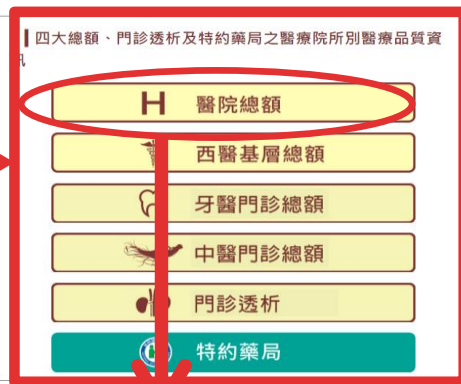 四大總額、門診透析及特約藥局之醫療院所別醫療品質資
訊
H 醫院總額
西醫基層總額
牙醫門診總額
中醫門診總額
門診透析
特約藥局